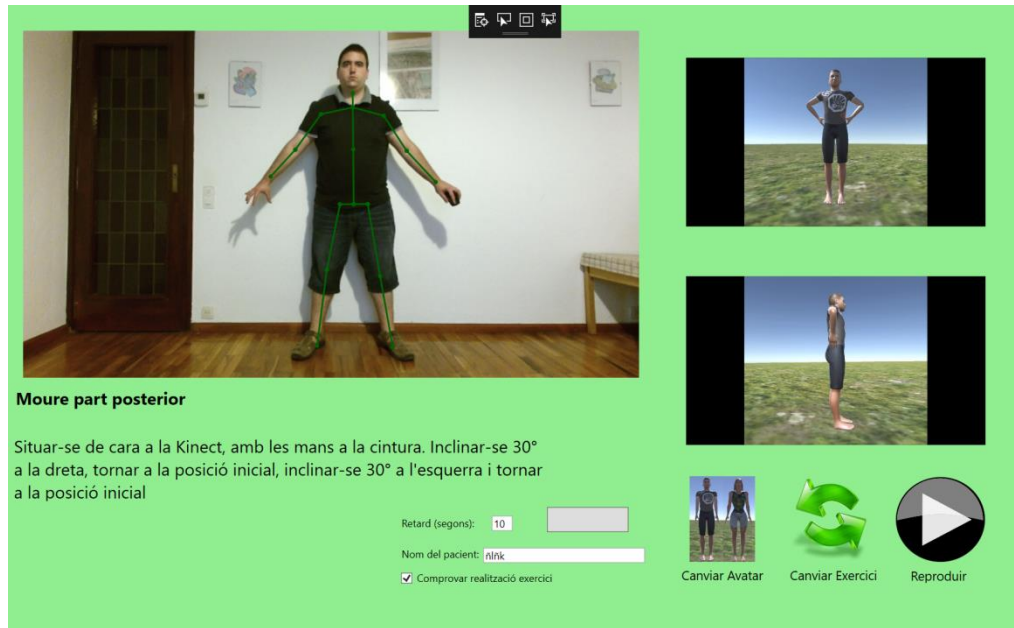 Moure part posterior
Situar-se de cara a la Kinect, amb les mans a la cintura. Inclinar-se 30°
a la dreta, tornar a la posició inicial, inclinar-se 30° a l'esquerra i tornar
a la posició inicial
Retard (segons): 10
Nom del pacient: ñlñk
Comprovar realització exercici
Canviar Avatar
Canviar Exercici
Reproduir